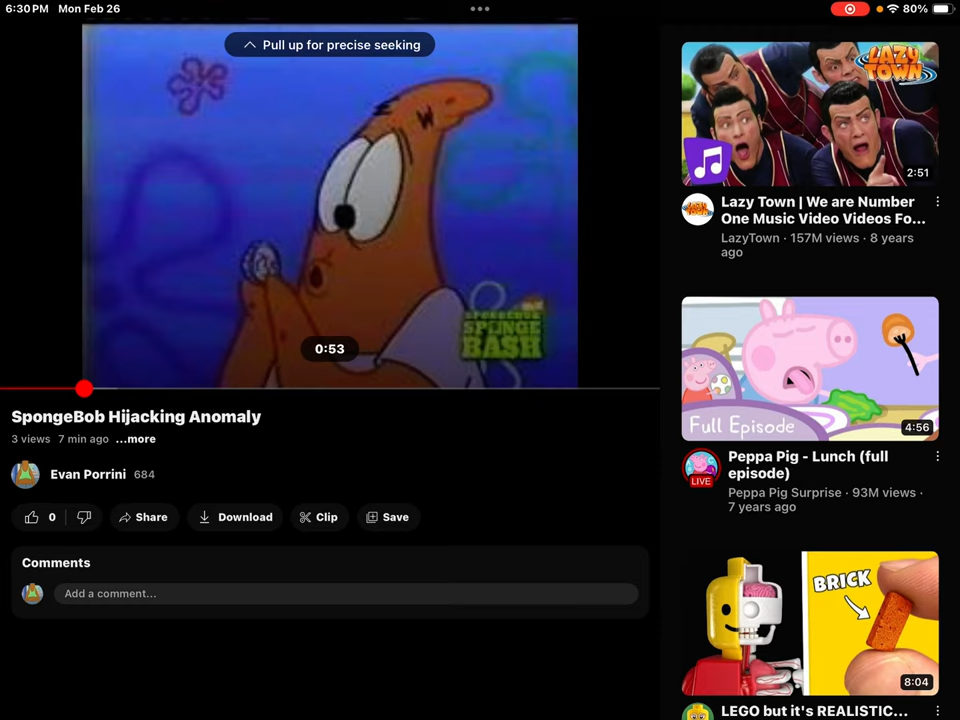 6:30 PM Mon Feb 26
80%
Pull up for precise seeking
SPONGEBOB
SPONGE
BASH
0:53
SpongeBob Hijacking Anomaly
3 views 7 min ago ...more
Evan Porrini 684
0
Share
Download
Clip
Save
Comments
Add a comment...
LAZY
TOWN
2:51
Lazy Town | We are Number
One Music Video Videos Fo...
LazyTown · 157M views · 8 years
ago
Full Episode
4:56
LIVE
Peppa Pig - Lunch (full
episode)
Peppa Pig Surprise · 93M views ·
7 years ago
BRICK
8:04
LEGO but it's REALISTIC...